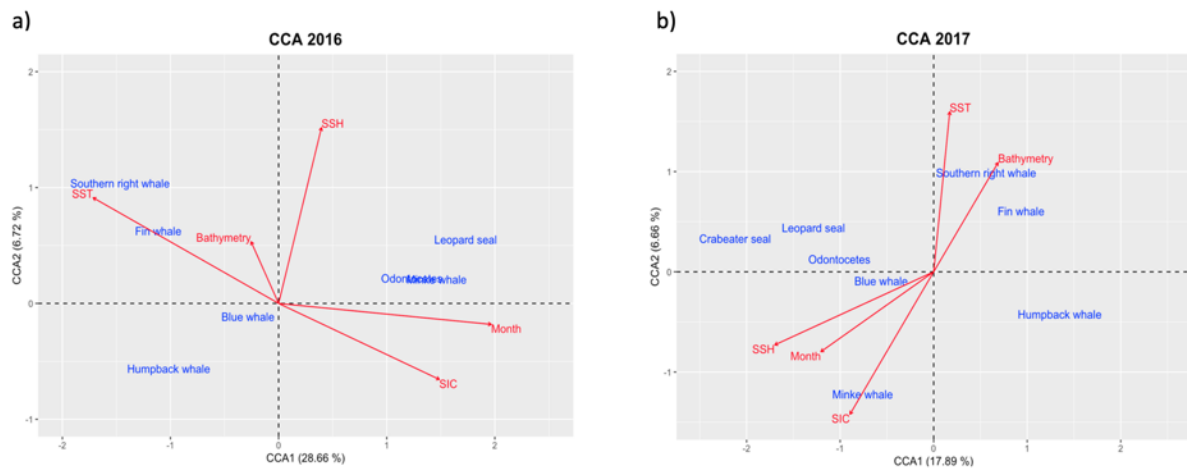 a)
CCA 2016
2
1
0
-1
CCA2 (6.72 %)
SSH
Southern right whale
SST
Fin whale
Bathymetry
Leopard seal
Odontocetes
Minke whale
Blue whale
Month
Humpback whale
SIC
-2 -1 0 1 2
CCA1 (28.66 %)
b)
CCA 2017
2
1
0
-1
CCA2 (6.66 %)
SST
Bathymetry
Southern right whale
Fin whale
Leopard seal
Crabeater seal
Odontocetes
Blue whale
Humpback whale
SSH
Month
Minke whale
SIC
-2 -1 0 1 2
CCA1 (17.89 %)